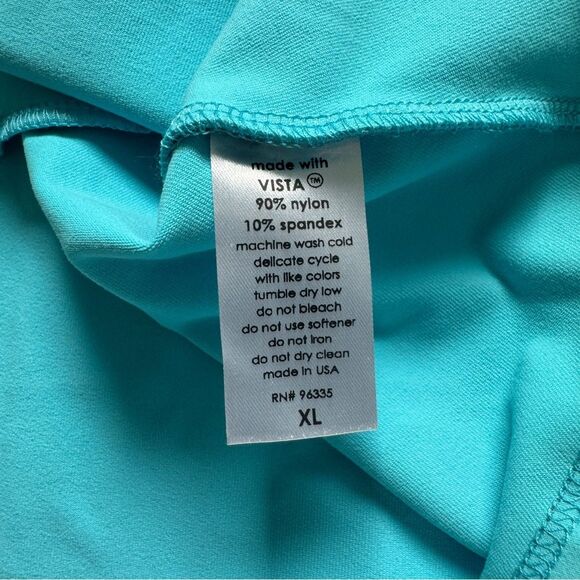 made with
VISTA™
90% nylon
10% spandex
machine wash cold
delicate cycle
with like colors
tumble dry low
do not bleach
do not use softener
do not iron
do not dry clean
made in USA
RN# 96335
XL